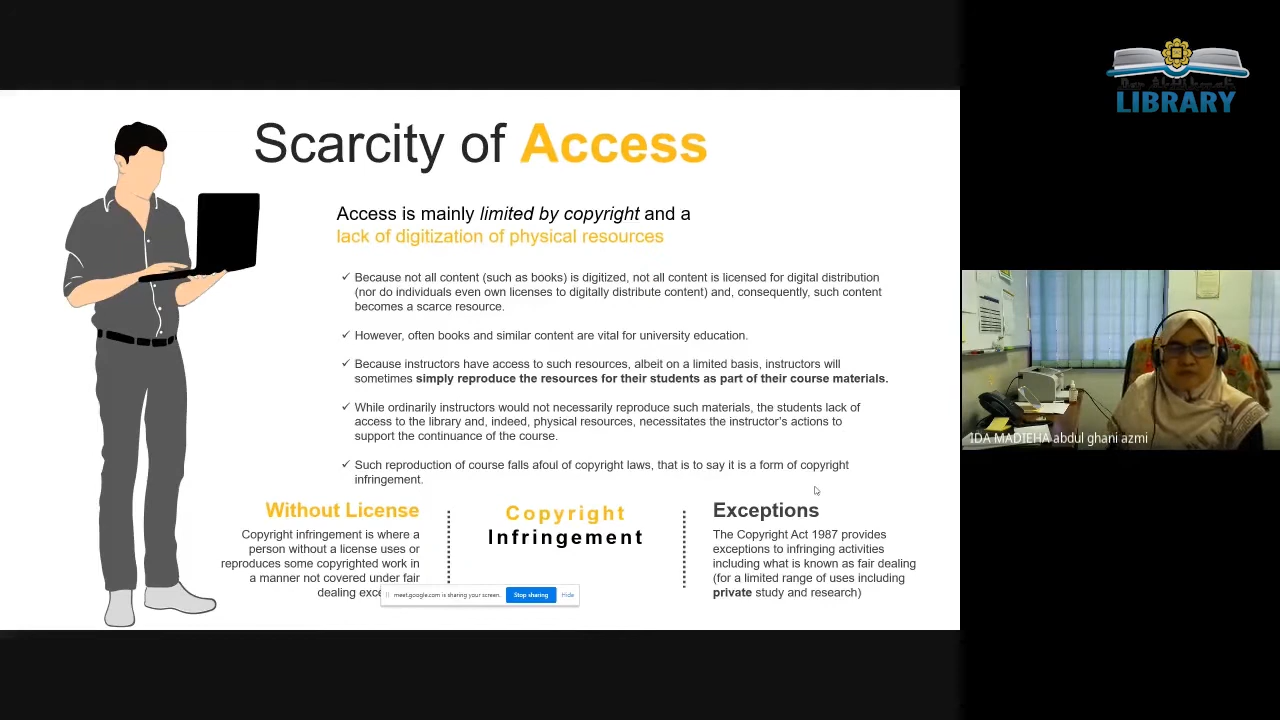 LIBRARY
Scarcity of Access
Access is mainly limited by copyright and a
lack of digitization of physical resources
✓ Because not all content (such as books) is digitized, not all content is licensed for digital distribution
(nor do individuals even own licenses to digitally distribute content) and, consequently, such content
becomes a scarce resource.
✓ However, often books and similar content are vital for university education.
✓ Because instructors have access to such resources, albeit on a limited basis, instructors will
sometimes simply reproduce the resources for their students as part of their course materials.
✓ While ordinarily instructors would not necessarily reproduce such materials, the students lack of
access to the library and, indeed, physical resources, necessitates the instructor's actions to
support the continuance of the course.
✓ Such reproduction of course falls afoul of copyright laws, that is to say it is a form of copyright
infringement.
Without License
Copyright infringement is where a
person without a license uses or
reproduces some copyrighted work in
a manner not covered under fair
dealing exce
Copyright
Infringement
Exceptions
The Copyright Act 1987 provides
exceptions to infringing activities
including what is known as fair dealing
(for a limited range of uses including
private study and research)
meet.google.com is sharing your screen.
Stop sharing
Hide
IDA MADIEHA abdul ghani azmi